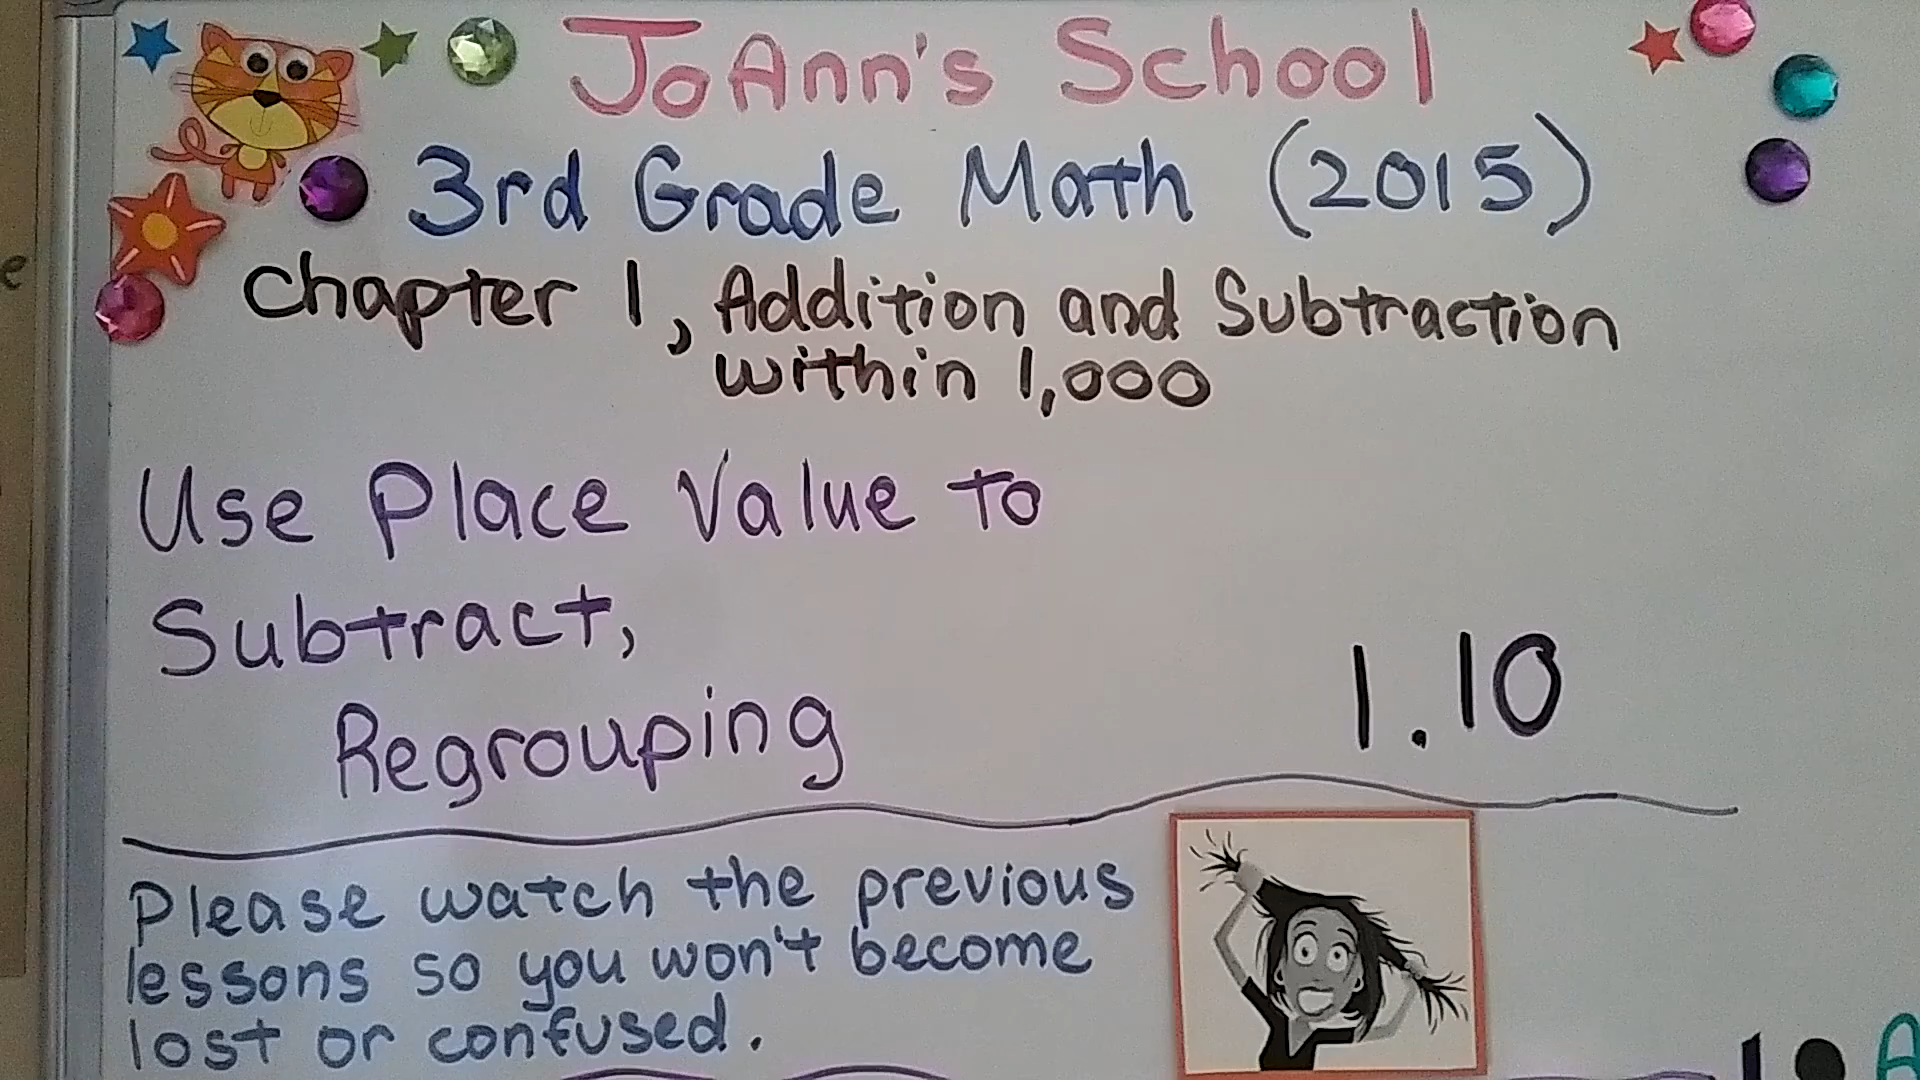 JoAnn's School
3rd Grade Math (2015)
Chapter 1, Addition and Subtraction
within 1,000
Use Place Value to
Subtract,
Regrouping
1.10
Please watch the previous
lessons so you won't become
lost or confused.
e